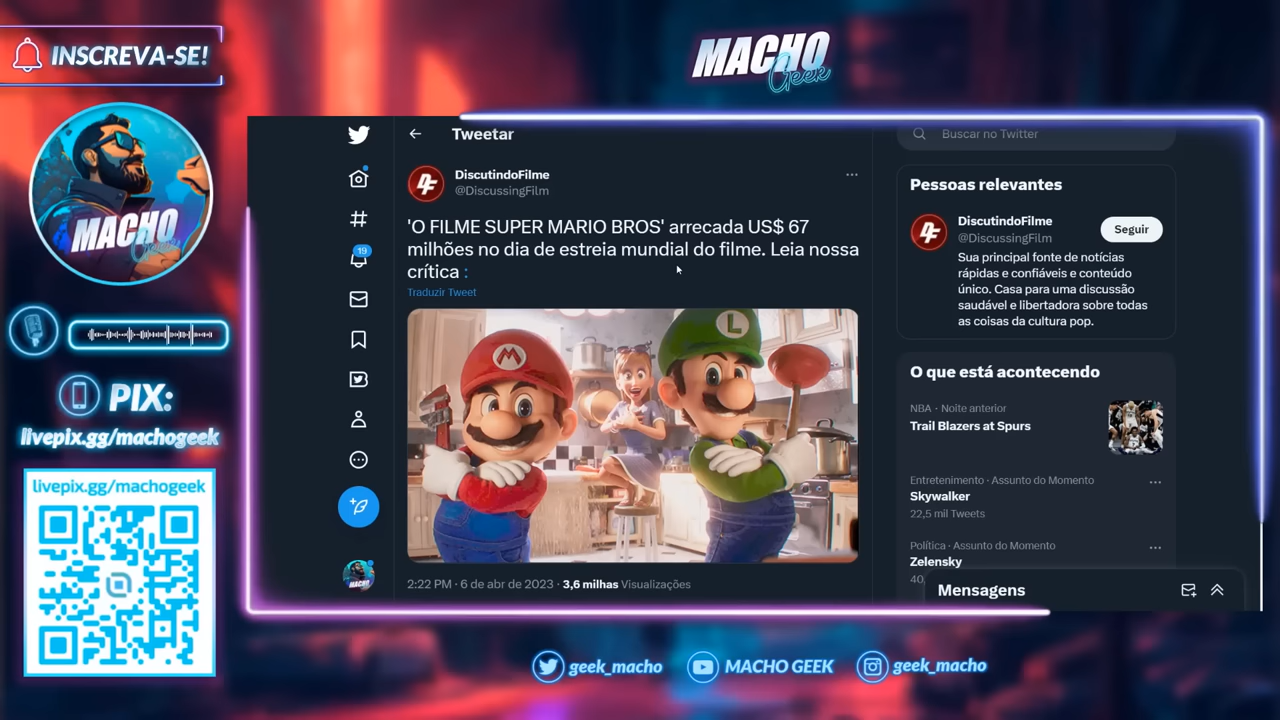 INSCREVA-SE!
MACHO
Geek
MACHO
PIX:
livepix.gg/machogeek
livepix.gg/machogeek
Tweetar
19
DiscutindoFilme
@DiscussingFilm
'O FILME SUPER MARIO BROS' arrecada US$ 67
milhões no dia de estreia mundial do filme. Leia nossa
crítica :
Traduzir Tweet
M
L
2:22 PM · 6 de abr de 2023 · 3,6 milhas Visualizações
Buscar no Twitter
Pessoas relevantes
DiscutindoFilme
@DiscussingFilm
Seguir
Sua principal fonte de notícias
rápidas e confiáveis e conteúdo
único. Casa para uma discussão
saudável e libertadora sobre todas
as coisas da cultura pop.
O que está acontecendo
NBA · Noite anterior
Trail Blazers at Spurs
Entretenimento · Assunto do Momento
Skywalker
22,5 mil Tweets
Política · Assunto do Momento
Zelensky
40
Mensagens
geek_macho
MACHO GEEK
geek_macho